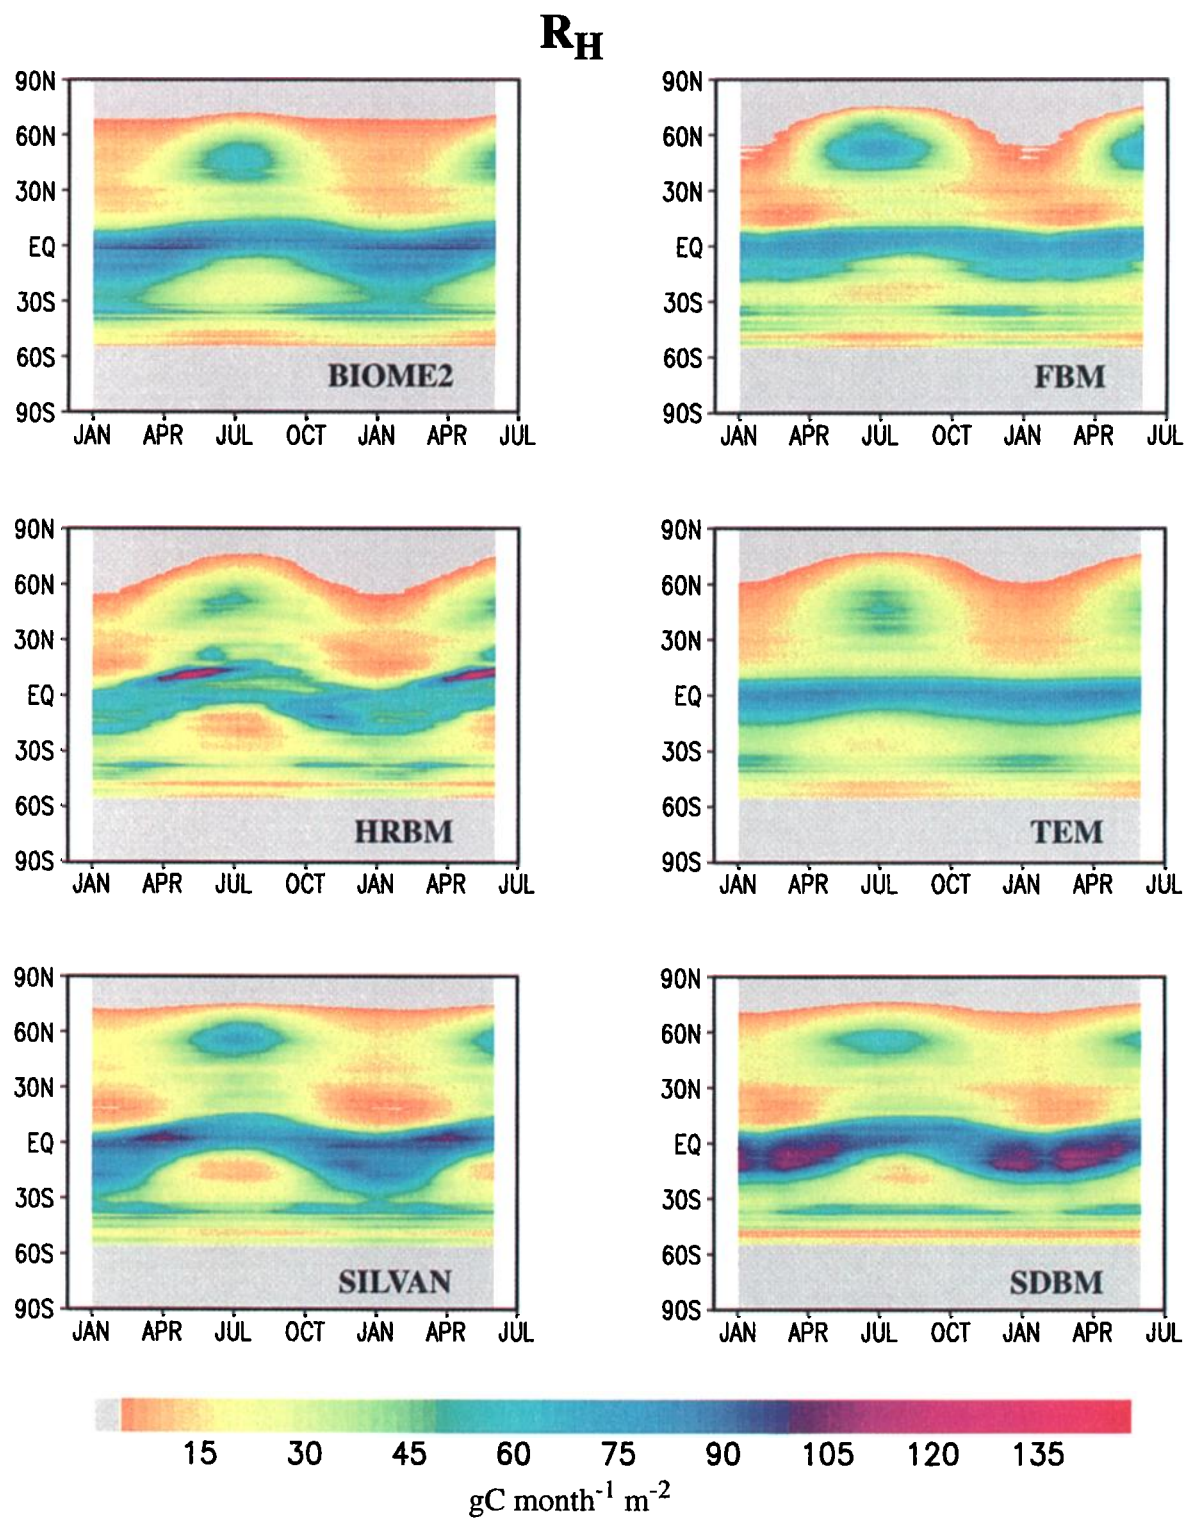 R_H
90N
60N
30N
EQ
30S
60S
90S
BIOME2
JAN APR JUL OCT JAN APR JUL
90N
60N
30N
EQ
30S
60S
90S
FBM
JAN APR JUL OCT JAN APR JUL
90N
60N
30N
EQ
30S
60S
90S
HRBM
JAN APR JUL OCT JAN APR JUL
90N
60N
30N
EQ
30S
60S
90S
TEM
JAN APR JUL OCT JAN APR JUL
90N
60N
30N
EQ
30S
60S
90S
SILVAN
JAN APR JUL OCT JAN APR JUL
90N
60N
30N
EQ
30S
60S
90S
SDBM
JAN APR JUL OCT JAN APR JUL
15 30 45 60 75 90 105 120 135
gC month⁻¹ m⁻²